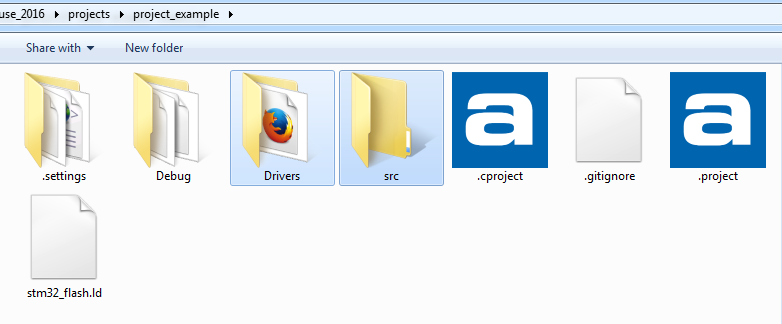 use_2016 ▸ projects ▸ project_example ▸
Share with New folder
.settings Debug Drivers src .cproject .gitignore .project
a a
stm32_flash.ld